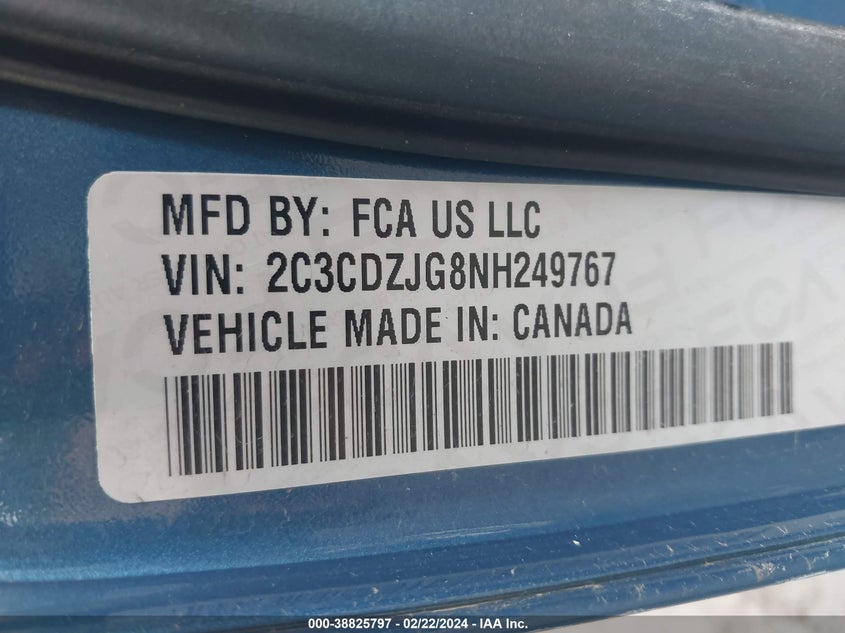 MFD BY: FCA US LLC
VIN: 2C3CDZJG8NH249767
VEHICLE MADE IN: CANADA
000-38825797 - 02/22/2024 - IAA Inc.